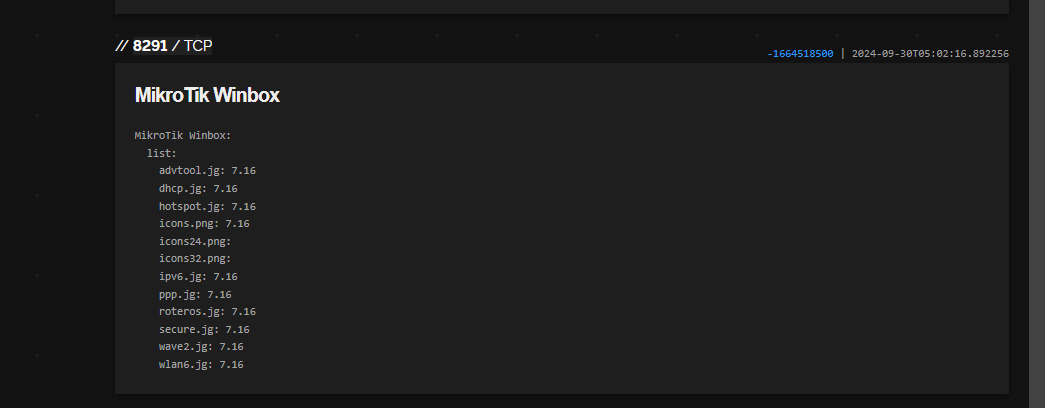 // 8291 / TCP
-1664518500 | 2024-09-30T05:02:16.892256
MikroTik Winbox
MikroTik Winbox:
list:
advtool.jg: 7.16
dhcp.jg: 7.16
hotspot.jg: 7.16
icons.png: 7.16
icons24.png:
icons32.png:
ipv6.jg: 7.16
ppp.jg: 7.16
roteros.jg: 7.16
secure.jg: 7.16
wave2.jg: 7.16
wlan6.jg: 7.16